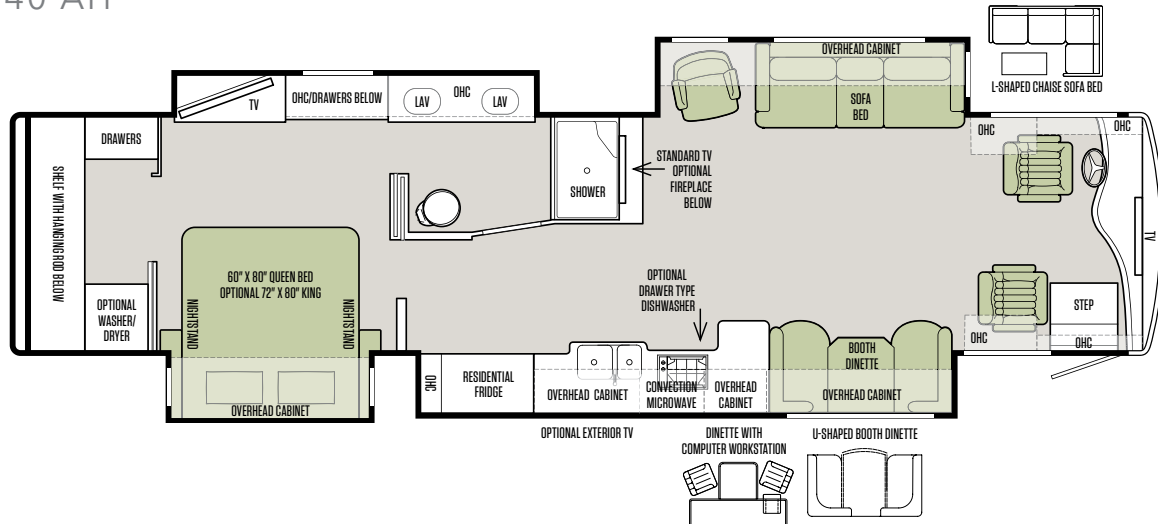 40 AH
OVERHEAD CABINET
L-SHAPED CHAISE SOFA BED
TV
OHC/DRAWERS BELOW
LAV
OHC
LAV
SOFA
BED
OHC
OHC
DRAWERS
SHELF WITH HANGING ROD BELOW
SHOWER
STANDARD TV
OPTIONAL
FIREPLACE
BELOW
TV
60" X 80" QUEEN BED
OPTIONAL 72" X 80" KING
NIGHTSTAND
NIGHTSTAND
OPTIONAL
WASHER/
DRYER
OPTIONAL
DRAWER TYPE
DISHWASHER
STEP
OHC
OHC
BOOTH
DINETTE
OHC
RESIDENTIAL
FRIDGE
OVERHEAD CABINET
CONVECTION
MICROWAVE
OVERHEAD
CABINET
OVERHEAD CABINET
OVERHEAD CABINET
OPTIONAL EXTERIOR TV
DINETTE WITH
COMPUTER WORKSTATION
U-SHAPED BOOTH DINETTE